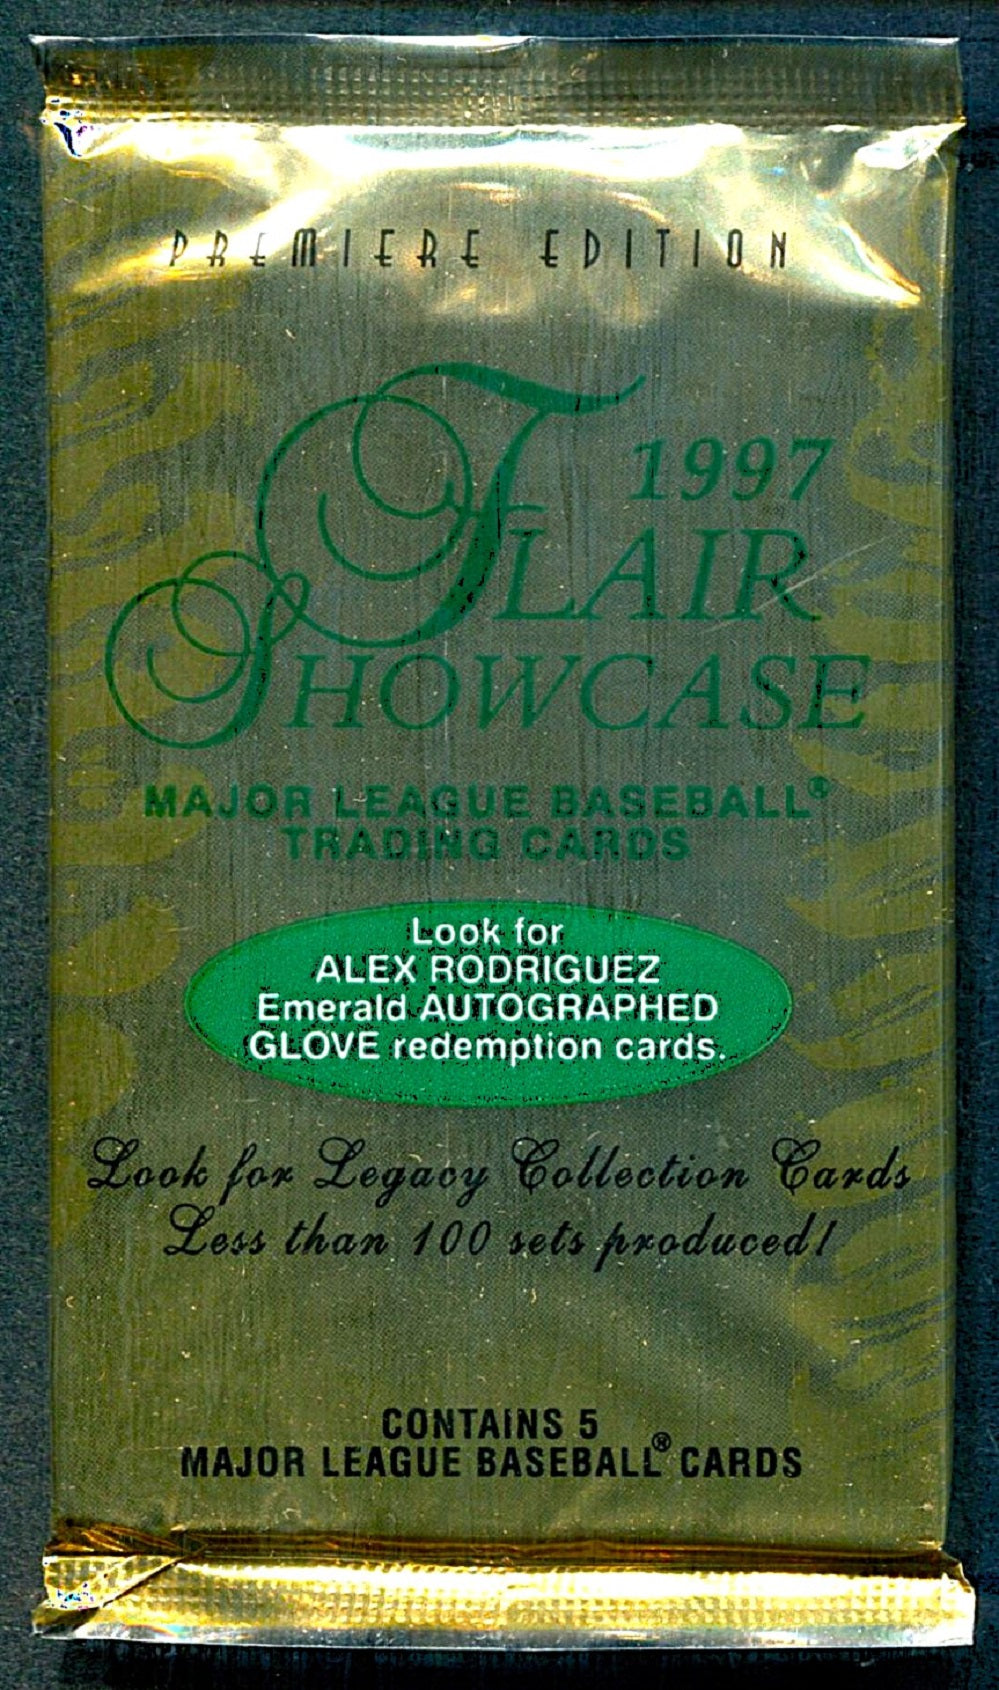 PREMIERE EDITION
1997
FLAIR
SHOWCASE
MAJOR LEAGUE BASEBALL®
TRADING CARDS
Look for
ALEX RODRIGUEZ
Emerald AUTOGRAPHED
GLOVE redemption cards.
Look for Legacy Collection Cards
Less than 100 sets produced!
CONTAINS 5
MAJOR LEAGUE BASEBALL® CARDS